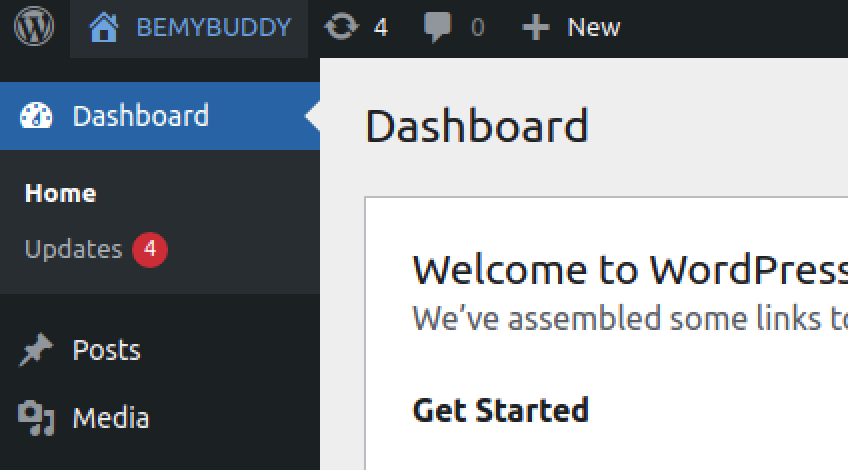 BEMYBUDDY 4 0 New
Dashboard
Home
Updates 4
Posts
Media
Dashboard
Welcome to WordPress
We’ve assembled some links to
Get Started